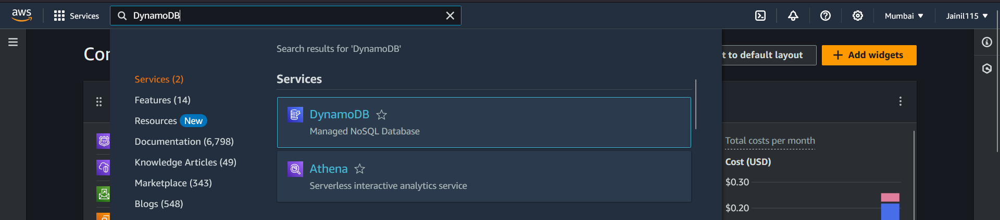 aws
Services
DynamoDB
Mumbai
Jainil115
Search results for 'DynamoDB'
t to default layout
Add widgets
Services (2)
Features (14)
Resources New
Documentation (6,798)
Knowledge Articles (49)
Marketplace (343)
Blogs (548)
Services
DynamoDB
Managed NoSQL Database
Athena
Serverless interactive analytics service
Total costs per month
Cost (USD)
$0.30
$0.20